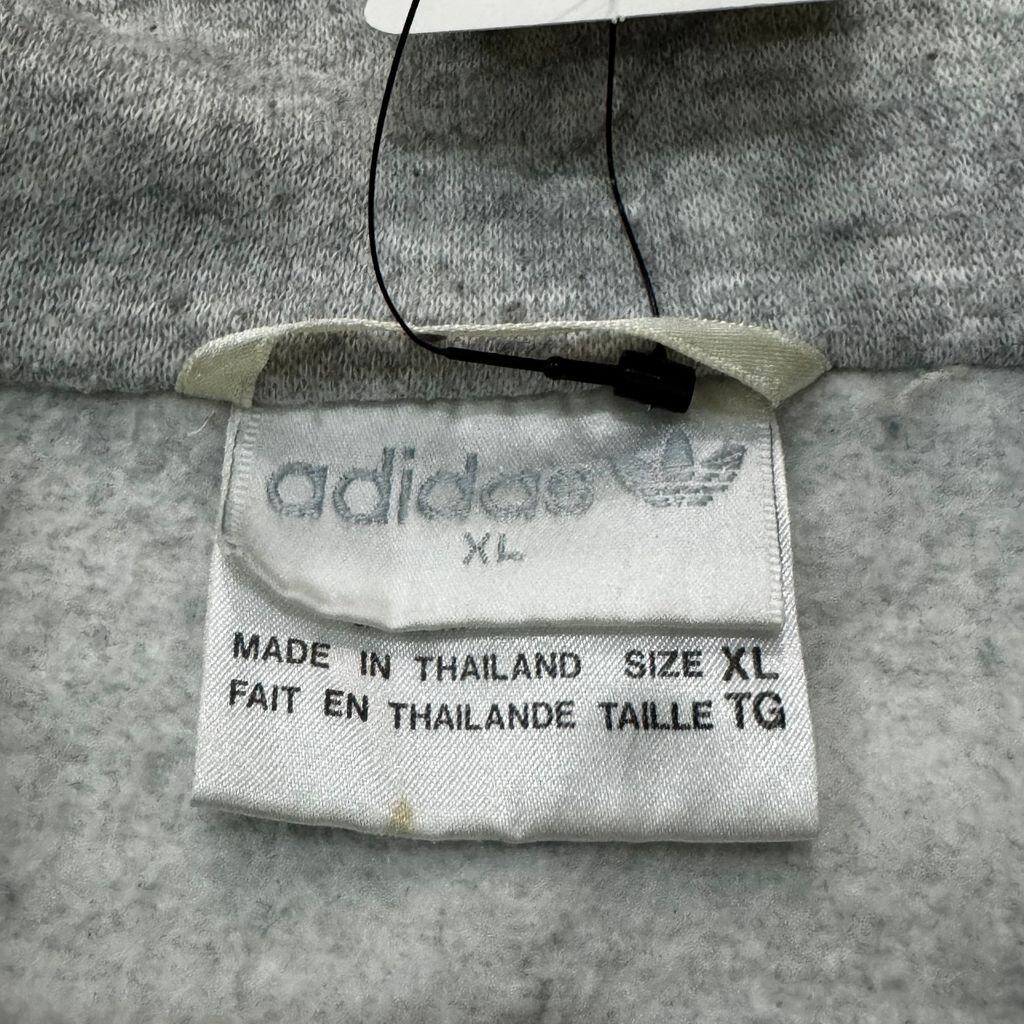 adidas
XL
MADE IN THAILAND SIZE XL
FAIT EN THAILANDE TAILLE TG